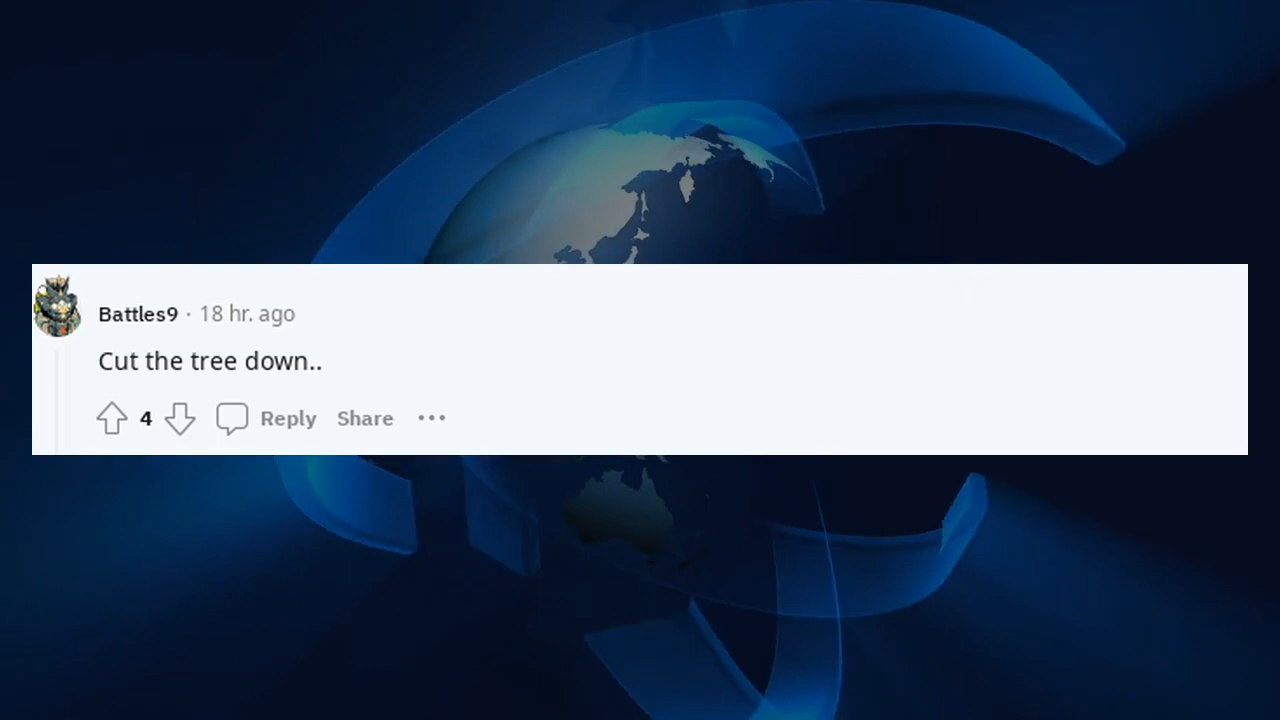 Battles9 · 18 hr. ago
Cut the tree down..
4 Reply Share ···